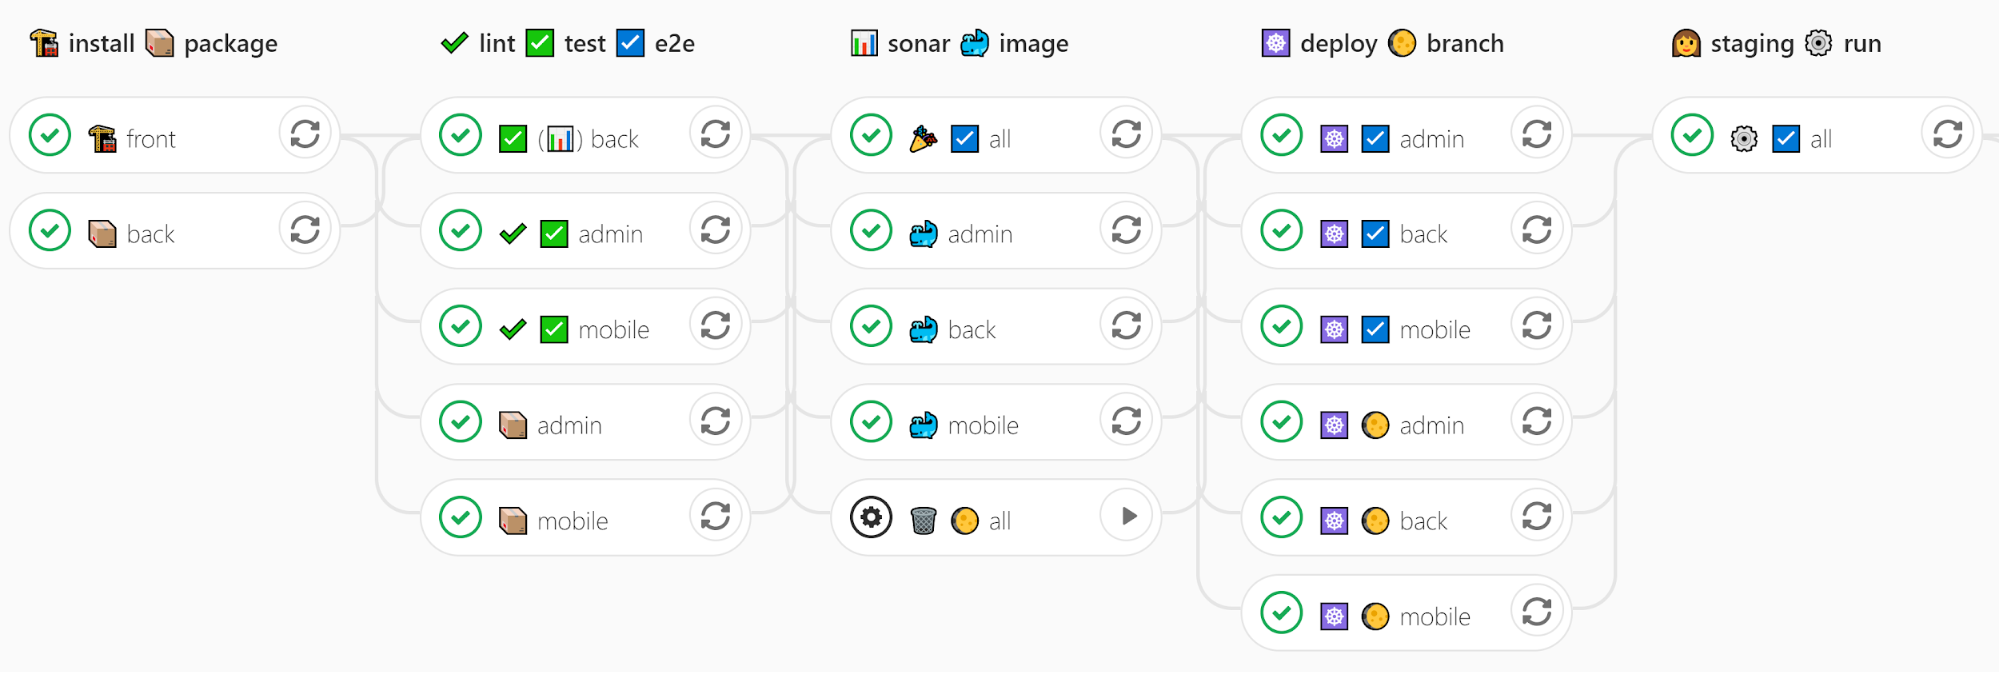 🏗 install 📦 package
🏗 front
📦 back
✔ lint ✅ test ☑ e2e
✅ (📊) back
✔ ✅ admin
✔ ✅ mobile
📦 admin
📦 mobile
📊 sonar 🐳 image
🎉 ☑ all
🐳 admin
🐳 back
🐳 mobile
🗑 🌖 all
☸ deploy 🌖 branch
☸ ☑ admin
☸ ☑ back
☸ ☑ mobile
☸ 🌖 admin
☸ 🌖 back
☸ 🌖 mobile
👩 staging ⚙ run
⚙ ☑ all